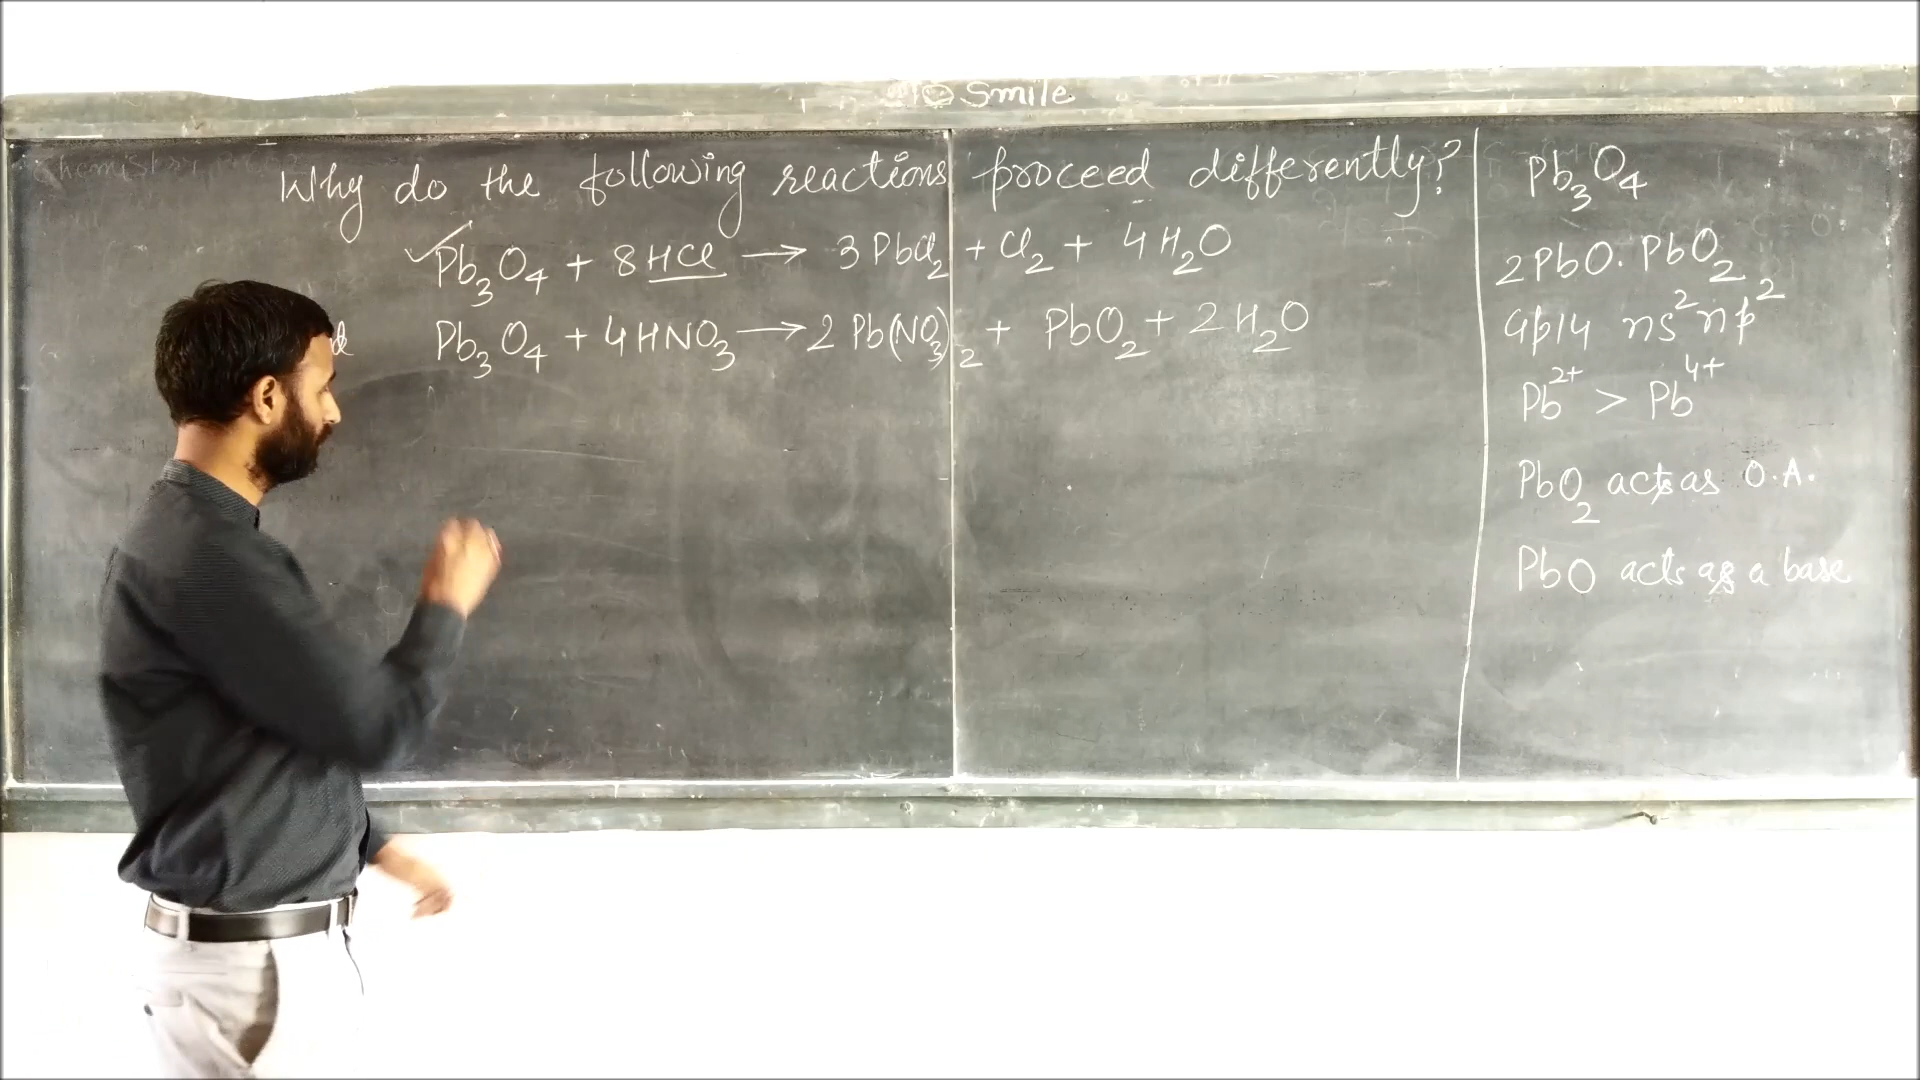 Smile
Why do the following reactions proceed differently?
Pb₃O₄ + 8HCl → 3PbCl₂ + Cl₂ + 4H₂O
Pb₃O₄ + 4HNO₃ → 2Pb(NO₃)₂ + PbO₂ + 2H₂O
Pb₃O₄
2PbO.PbO₂
Gp14 ns²np²
Pb²⁺ > Pb⁴⁺
PbO₂ acts as O.A.
PbO acts as a base